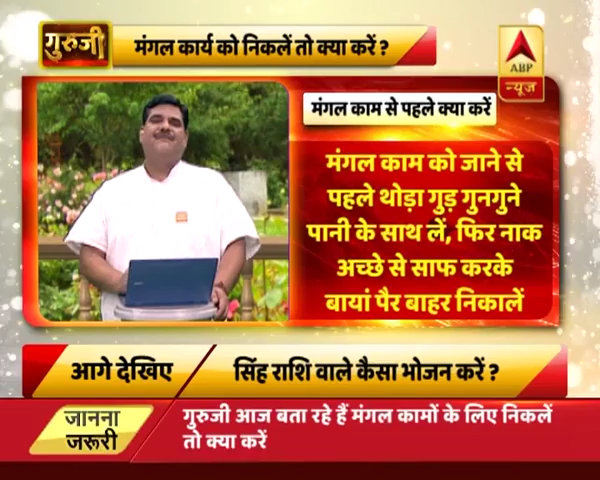 गुरुजी
मंगल कार्य को निकलें तो क्या करें ?
ABP
न्यूज़
मंगल काम से पहले क्या करें
मंगल काम को जाने से
पहले थोड़ा गुड़ गुनगुने
पानी के साथ लें, फिर नाक
अच्छे से साफ करके
बायां पैर बाहर निकालें
आगे देखिए
सिंह राशि वाले कैसा भोजन करें ?
जानना
जरूरी
गुरुजी आज बता रहे हैं मंगल कामों के लिए निकलें
तो क्या करें